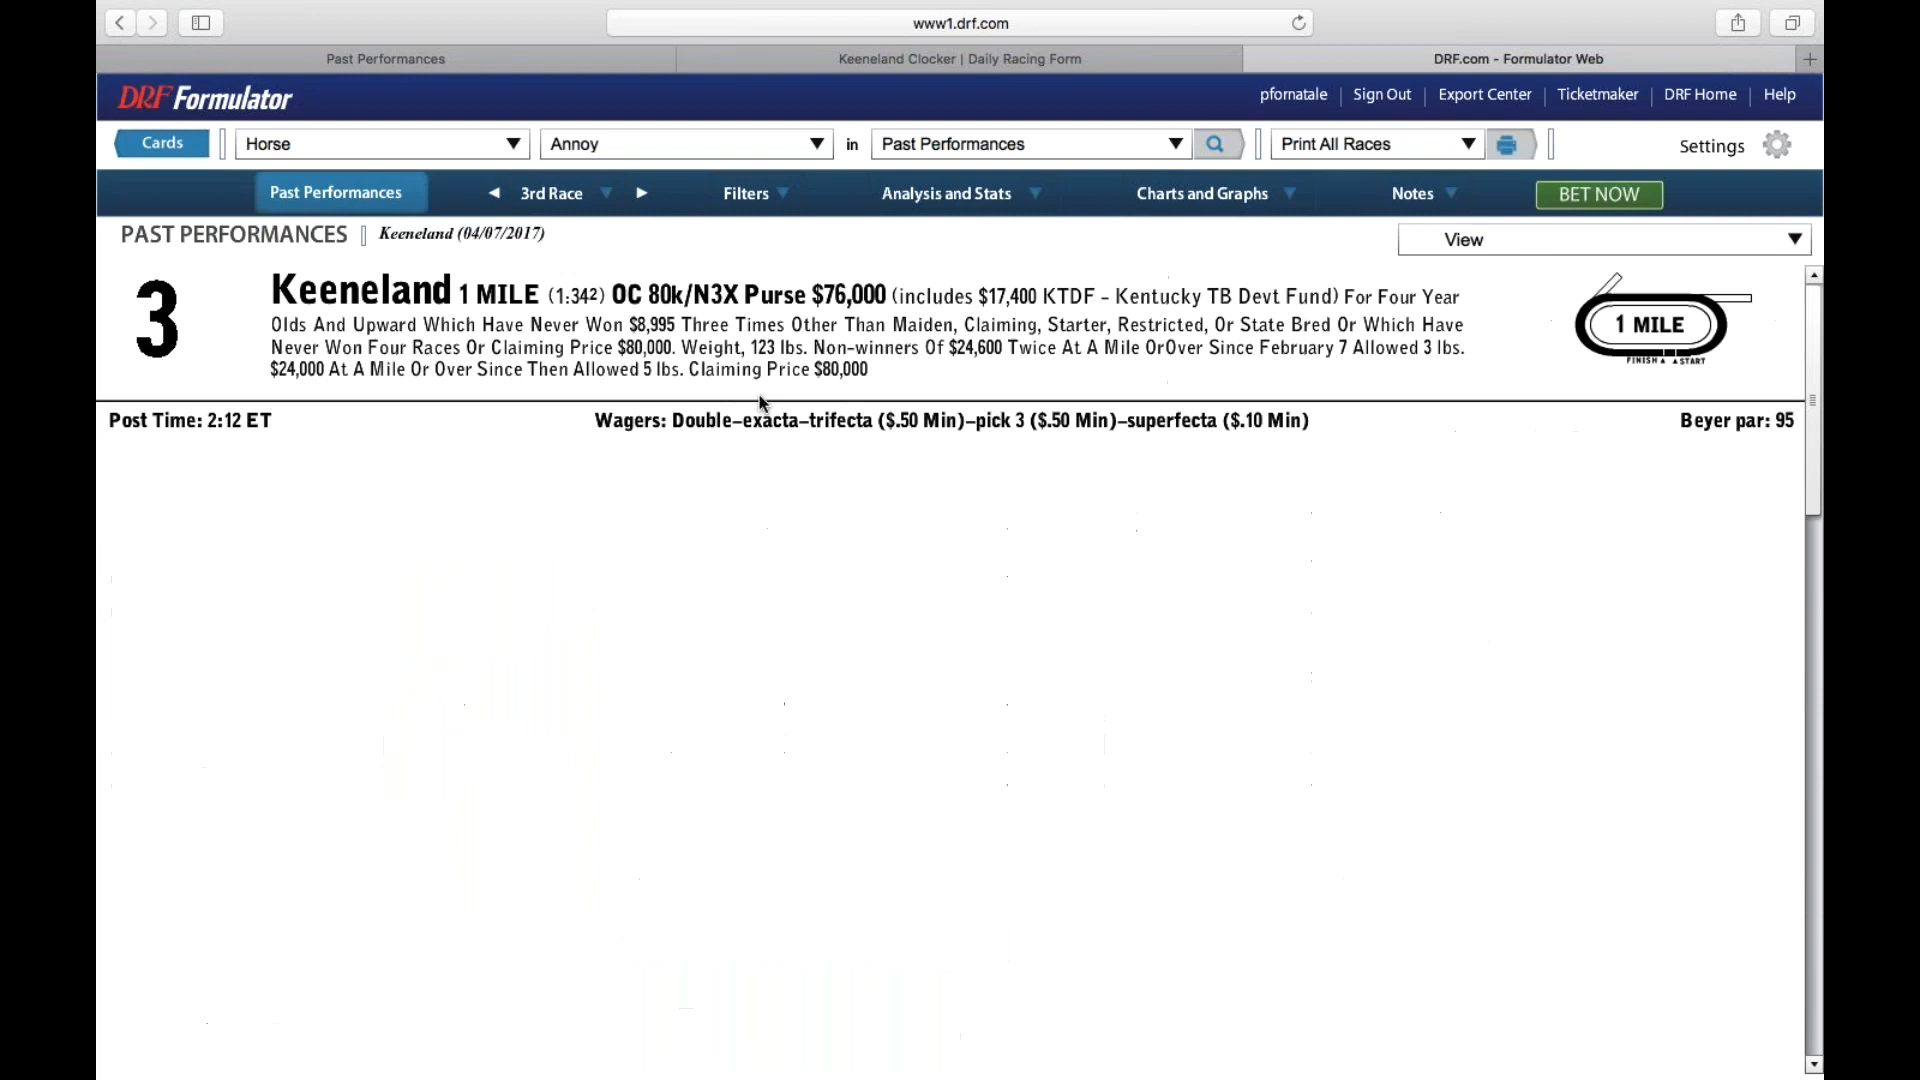 www1.drf.com
Past Performances
Keeneland Clocker | Daily Racing Form
DRF.com - Formulator Web
DRF Formulator
pfornatale | Sign Out | Export Center | Ticketmaker | DRF Home | Help
Cards
Horse
Annoy
in
Past Performances
Print All Races
Settings
Past Performances
3rd Race
Filters
Analysis and Stats
Charts and Graphs
Notes
BET NOW
PAST PERFORMANCES | Keeneland (04/07/2017)
View
3
Keeneland 1 MILE (1:34²) OC 80k/N3X Purse $76,000 (includes $17,400 KTDF – Kentucky TB Devt Fund) For Four Year
Olds And Upward Which Have Never Won $8,995 Three Times Other Than Maiden, Claiming, Starter, Restricted, Or State Bred Or Which Have
Never Won Four Races Or Claiming Price $80,000. Weight, 123 lbs. Non-winners Of $24,600 Twice At A Mile OrOver Since February 7 Allowed 3 lbs.
$24,000 At A Mile Or Over Since Then Allowed 5 lbs. Claiming Price $80,000
1 MILE
FINISH START
Post Time: 2:12 ET
Wagers: Double–exacta–trifecta ($.50 Min)–pick 3 ($.50 Min)–superfecta ($.10 Min)
Beyer par: 95